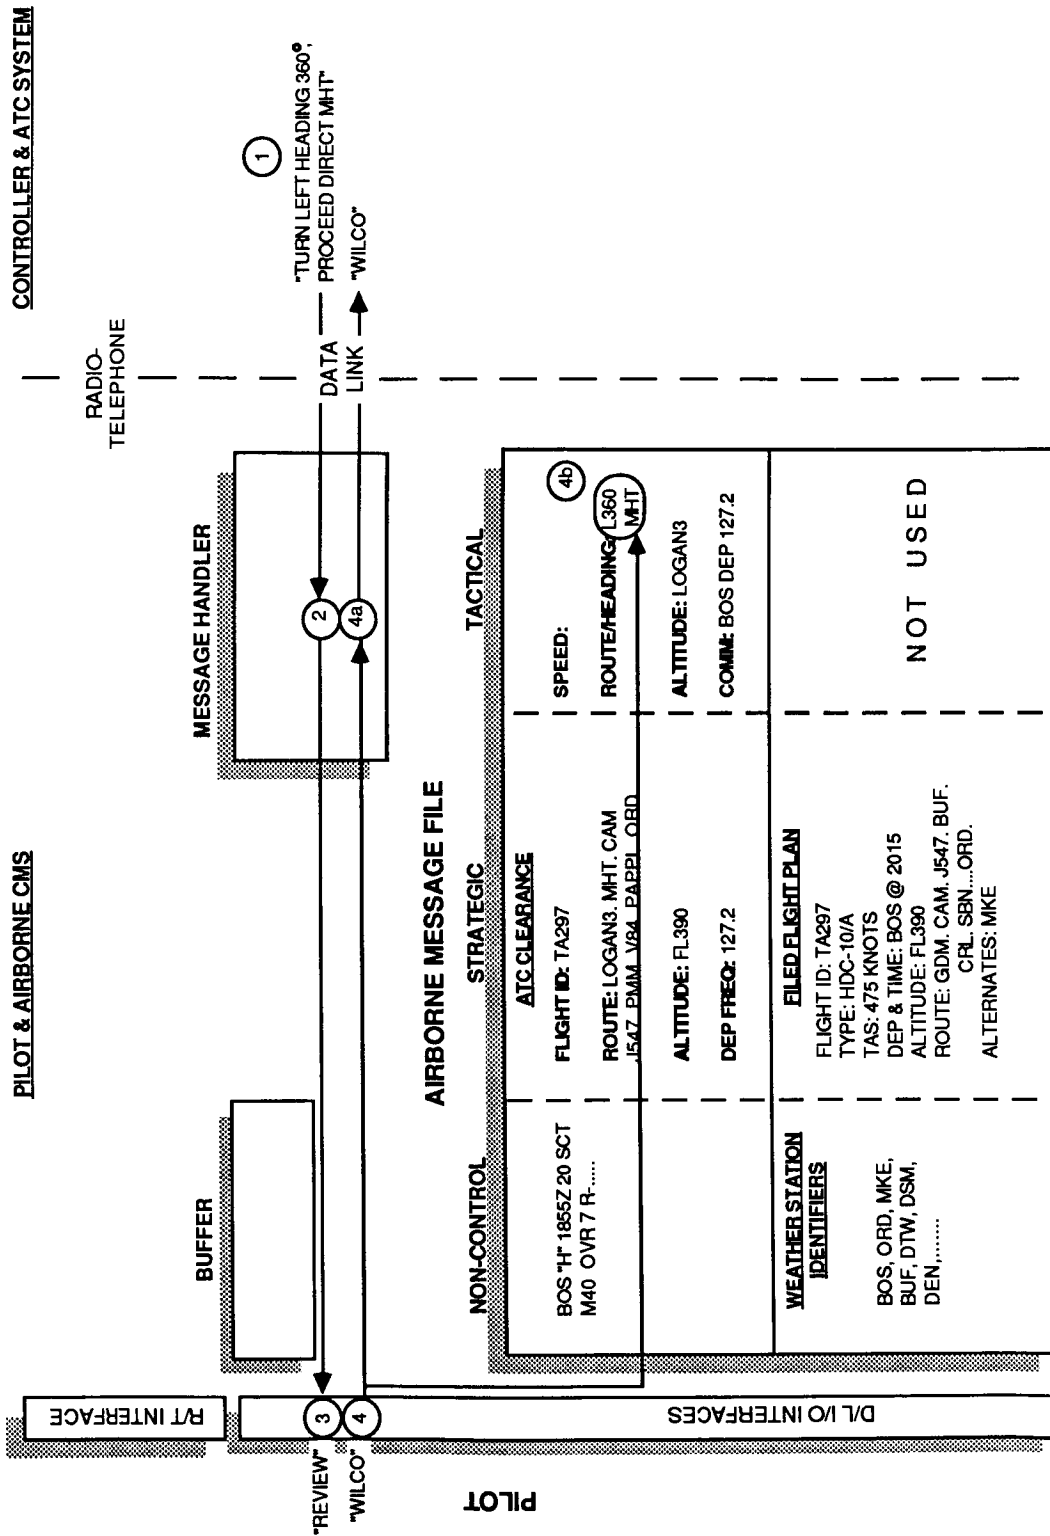 PILOT & AIRBORNE CMS
CONTROLLER & ATC SYSTEM
RADIO-
TELEPHONE
R/T INTERFACE
BUFFER
MESSAGE HANDLER
1
"TURN LEFT HEADING 360°,
PROCEED DIRECT MHT"
"REVIEW"
3
2
DATA
"WILCO"
4
4a
LINK
"WILCO"
PILOT
D/L I/O INTERFACES
AIRBORNE MESSAGE FILE
NON-CONTROL
STRATEGIC
TACTICAL
BOS "H" 1855Z 20 SCT
M40 OVR 7 R-.....
ATC CLEARANCE
FLIGHT ID: TA297
ROUTE: LOGAN3. MHT. CAM
J547 PMM V84 PAPPI ORD
ALTITUDE: FL390
DEP FREQ: 127.2
SPEED:
4b
ROUTE/HEADING: L360
MHT
ALTITUDE: LOGAN3
COMM: BOS DEP 127.2
WEATHER STATION
IDENTIFIERS
BOS, ORD, MKE,
BUF, DTW, DSM,
DEN,.......
FILED FLIGHT PLAN
FLIGHT ID: TA297
TYPE: HDC-10/A
TAS: 475 KNOTS
DEP & TIME: BOS @ 2015
ALTITUDE: FL390
ROUTE: GDM. CAM. J547. BUF.
CRL. SBN...ORD.
ALTERNATES: MKE
NOT USED